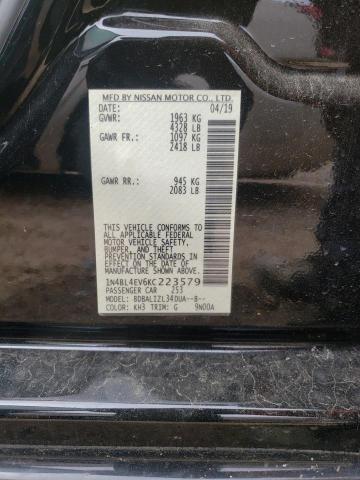 MFD BY NISSAN MOTOR CO., LTD.
DATE: 04/19
GVWR: 1963 KG
4328 LB
GAWR FR: 1097 KG
2418 LB
GAWR RR: 945 KG
2083 LB
THIS VEHICLE CONFORMS TO ALL
APPLICABLE FEDERAL MOTOR
VEHICLE SAFETY, BUMPER, AND
THEFT PREVENTION STANDARDS
IN EFFECT ON THE DATE OF
MANUFACTURE SHOWN ABOVE.
1N4BL4EV6KC223579
PASSENGER CAR 253
MODEL: BDBALIZL34DUA--B--
COLOR: KH3 TRIM: G 9N00A